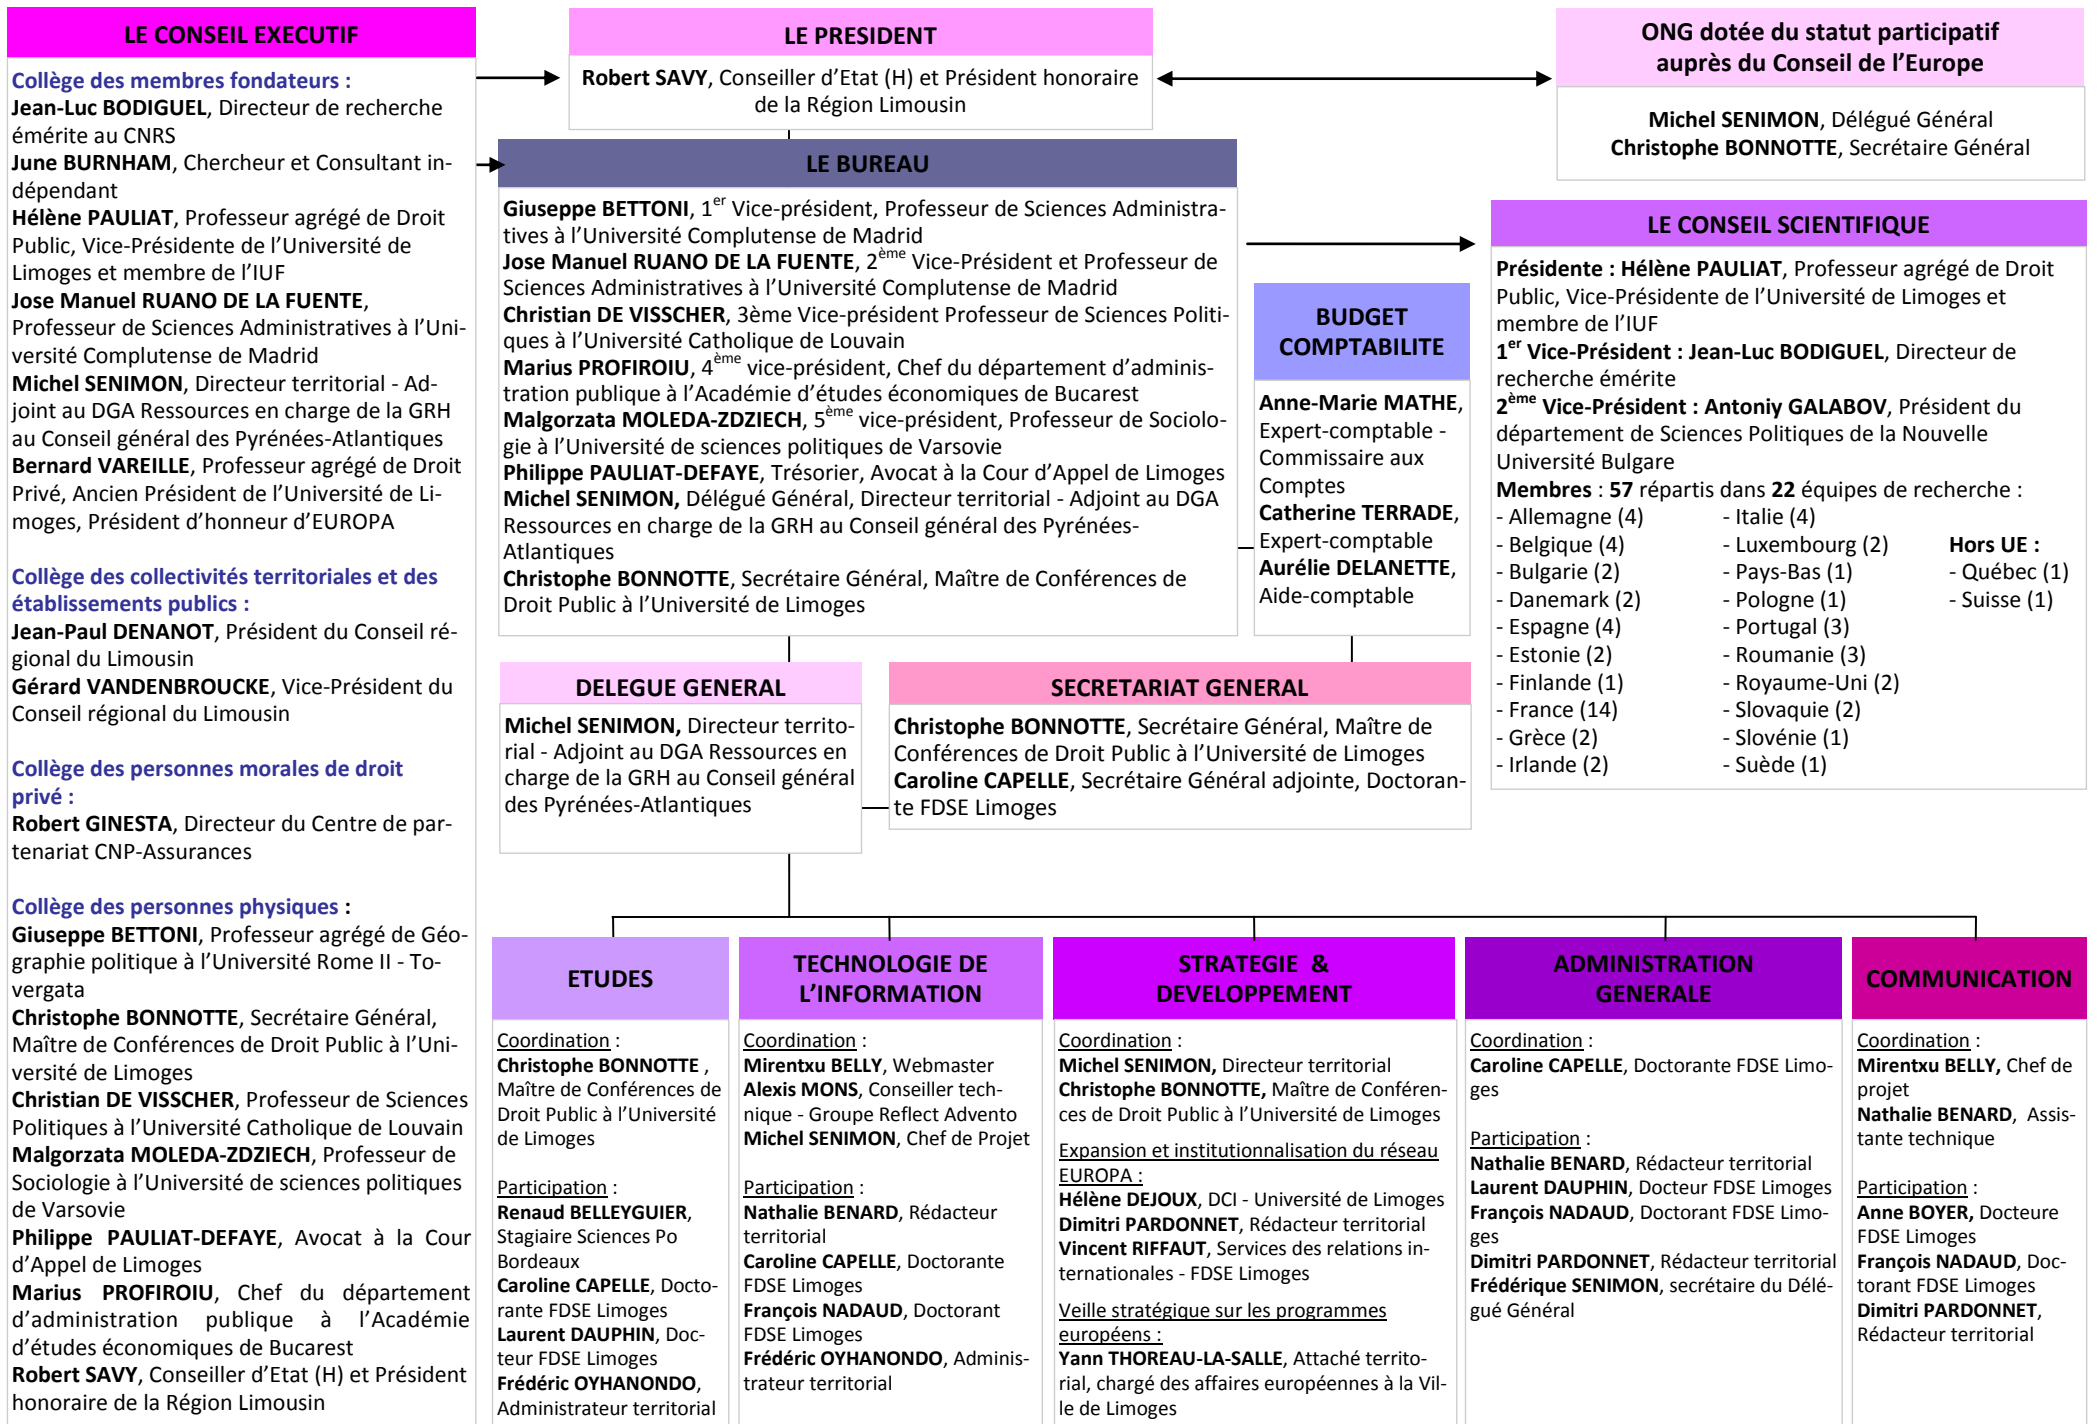 LE CONSEIL EXECUTIF
Collège des membres fondateurs :
Jean-Luc BODIGUEL, Directeur de recherche
émérite au CNRS
June BURNHAM, Chercheur et Consultant in-
dépendant
Hélène PAULIAT, Professeur agrégé de Droit
Public, Vice-Présidente de l'Université de
Limoges et membre de l'IUF
Jose Manuel RUANO DE LA FUENTE,
Professeur de Sciences Administratives à l'Uni-
versité Complutense de Madrid
Michel SENIMON, Directeur territorial - Ad-
joint au DGA Ressources en charge de la GRH
au Conseil général des Pyrénées-Atlantiques
Bernard VAREILLE, Professeur agrégé de Droit
Privé, Ancien Président de l'Université de Li-
moges, Président d'honneur d'EUROPA
Collège des collectivités territoriales et des
établissements publics :
Jean-Paul DENANOT, Président du Conseil ré-
gional du Limousin
Gérard VANDENBROUCKE, Vice-Président du
Conseil régional du Limousin
Collège des personnes morales de droit
privé :
Robert GINESTA, Directeur du Centre de par-
tenariat CNP-Assurances
Collège des personnes physiques :
Giuseppe BETTONI, Professeur agrégé de Géo-
graphie politique à l'Université Rome II - To-
vergata
Christophe BONNOTTE, Secrétaire Général,
Maître de Conférences de Droit Public à l'Uni-
versité de Limoges
Christian DE VISSCHER, Professeur de Sciences
Politiques à l'Université Catholique de Louvain
Malgorzata MOLEDA-ZDZIECH, Professeur de
Sociologie à l'Université de sciences politiques
de Varsovie
Philippe PAULIAT-DEFAYE, Avocat à la Cour
d'Appel de Limoges
Marius PROFIROIU, Chef du département
d'administration publique à l'Académie
d'études économiques de Bucarest
Robert SAVY, Conseiller d'Etat (H) et Président
honoraire de la Région Limousin
LE PRESIDENT
Robert SAVY, Conseiller d'Etat (H) et Président honoraire
de la Région Limousin
ONG dotée du statut participatif
auprès du Conseil de l'Europe
Michel SENIMON, Délégué Général
Christophe BONNOTTE, Secrétaire Général
LE BUREAU
Giuseppe BETTONI, 1er Vice-président, Professeur de Sciences Administra-
tives à l'Université Complutense de Madrid
Jose Manuel RUANO DE LA FUENTE, 2ème Vice-Président et Professeur de
Sciences Administratives à l'Université Complutense de Madrid
Christian DE VISSCHER, 3ème Vice-président Professeur de Sciences Politi-
ques à l'Université Catholique de Louvain
Marius PROFIROIU, 4ème vice-président, Chef du département d'adminis-
tration publique à l'Académie d'études économiques de Bucarest
Malgorzata MOLEDA-ZDZIECH, 5ème vice-président, Professeur de Sociolo-
gie à l'Université de sciences politiques de Varsovie
Philippe PAULIAT-DEFAYE, Trésorier, Avocat à la Cour d'Appel de Limoges
Michel SENIMON, Délégué Général, Directeur territorial - Adjoint au DGA
Ressources en charge de la GRH au Conseil général des Pyrénées-
Atlantiques
Christophe BONNOTTE, Secrétaire Général, Maître de Conférences de
Droit Public à l'Université de Limoges
BUDGET
COMPTABILITE
Anne-Marie MATHE,
Expert-comptable -
Commissaire aux
Comptes
Catherine TERRADE,
Expert-comptable
Aurélie DELANETTE,
Aide-comptable
LE CONSEIL SCIENTIFIQUE
Présidente : Hélène PAULIAT, Professeur agrégé de Droit
Public, Vice-Présidente de l'Université de Limoges et
membre de l'IUF
1er Vice-Président : Jean-Luc BODIGUEL, Directeur de
recherche émérite
2ème Vice-Président : Antoniy GALABOV, Président du
département de Sciences Politiques de la Nouvelle
Université Bulgare
Membres : 57 répartis dans 22 équipes de recherche :
- Allemagne (4)
- Belgique (4)
- Bulgarie (2)
- Danemark (2)
- Espagne (4)
- Estonie (2)
- Finlande (1)
- France (14)
- Grèce (2)
- Irlande (2)
- Italie (4)
- Luxembourg (2)
- Pays-Bas (1)
- Pologne (1)
- Portugal (3)
- Roumanie (3)
- Royaume-Uni (2)
- Slovaquie (2)
- Slovénie (1)
- Suède (1)
Hors UE :
- Québec (1)
- Suisse (1)
DELEGUE GENERAL
Michel SENIMON, Directeur territo-
rial - Adjoint au DGA Ressources en
charge de la GRH au Conseil général
des Pyrénées-Atlantiques
SECRETARIAT GENERAL
Christophe BONNOTTE, Secrétaire Général, Maître de
Conférences de Droit Public à l'Université de Limoges
Caroline CAPELLE, Secrétaire Général adjointe, Doctoran-
te FDSE Limoges
ETUDES
Coordination :
Christophe BONNOTTE ,
Maître de Conférences de
Droit Public à l'Université
de Limoges
Participation :
Renaud BELLEYGUIER,
Stagiaire Sciences Po
Bordeaux
Caroline CAPELLE, Docto-
rante FDSE Limoges
Laurent DAUPHIN, Doc-
teur FDSE Limoges
Frédéric OYHANONDO,
Administrateur territorial
TECHNOLOGIE DE
L'INFORMATION
Coordination :
Mirentxu BELLY, Webmaster
Alexis MONS, Conseiller tech-
nique - Groupe Reflect Advento
Michel SENIMON, Chef de Projet
Participation :
Nathalie BENARD, Rédacteur
territorial
Caroline CAPELLE, Doctorante
FDSE Limoges
François NADAUD, Doctorant
FDSE Limoges
Frédéric OYHANONDO, Adminis-
trateur territorial
STRATEGIE &
DEVELOPPEMENT
Coordination :
Michel SENIMON, Directeur territorial
Christophe BONNOTTE, Maître de Conféren-
ces de Droit Public à l'Université de Limoges
Expansion et institutionnalisation du réseau
EUROPA :
Hélène DEJOUX, DCI - Université de Limoges
Dimitri PARDONNET, Rédacteur territorial
Vincent RIFFAUT, Services des relations in-
ternationales - FDSE Limoges
Veille stratégique sur les programmes
européens :
Yann THOREAU-LA-SALLE, Attaché territo-
rial, chargé des affaires européennes à la Vil-
le de Limoges
ADMINISTRATION
GENERALE
Coordination :
Caroline CAPELLE, Doctorante FDSE Limo-
ges
Participation :
Nathalie BENARD, Rédacteur territorial
Laurent DAUPHIN, Docteur FDSE Limoges
François NADAUD, Doctorant FDSE Limo-
ges
Dimitri PARDONNET, Rédacteur territorial
Frédérique SENIMON, secrétaire du Délé-
gué Général
COMMUNICATION
Coordination :
Mirentxu BELLY, Chef de
projet
Nathalie BENARD, Assis-
tante technique
Participation :
Anne BOYER, Docteure
FDSE Limoges
François NADAUD, Doc-
torant FDSE Limoges
Dimitri PARDONNET,
Rédacteur territorial